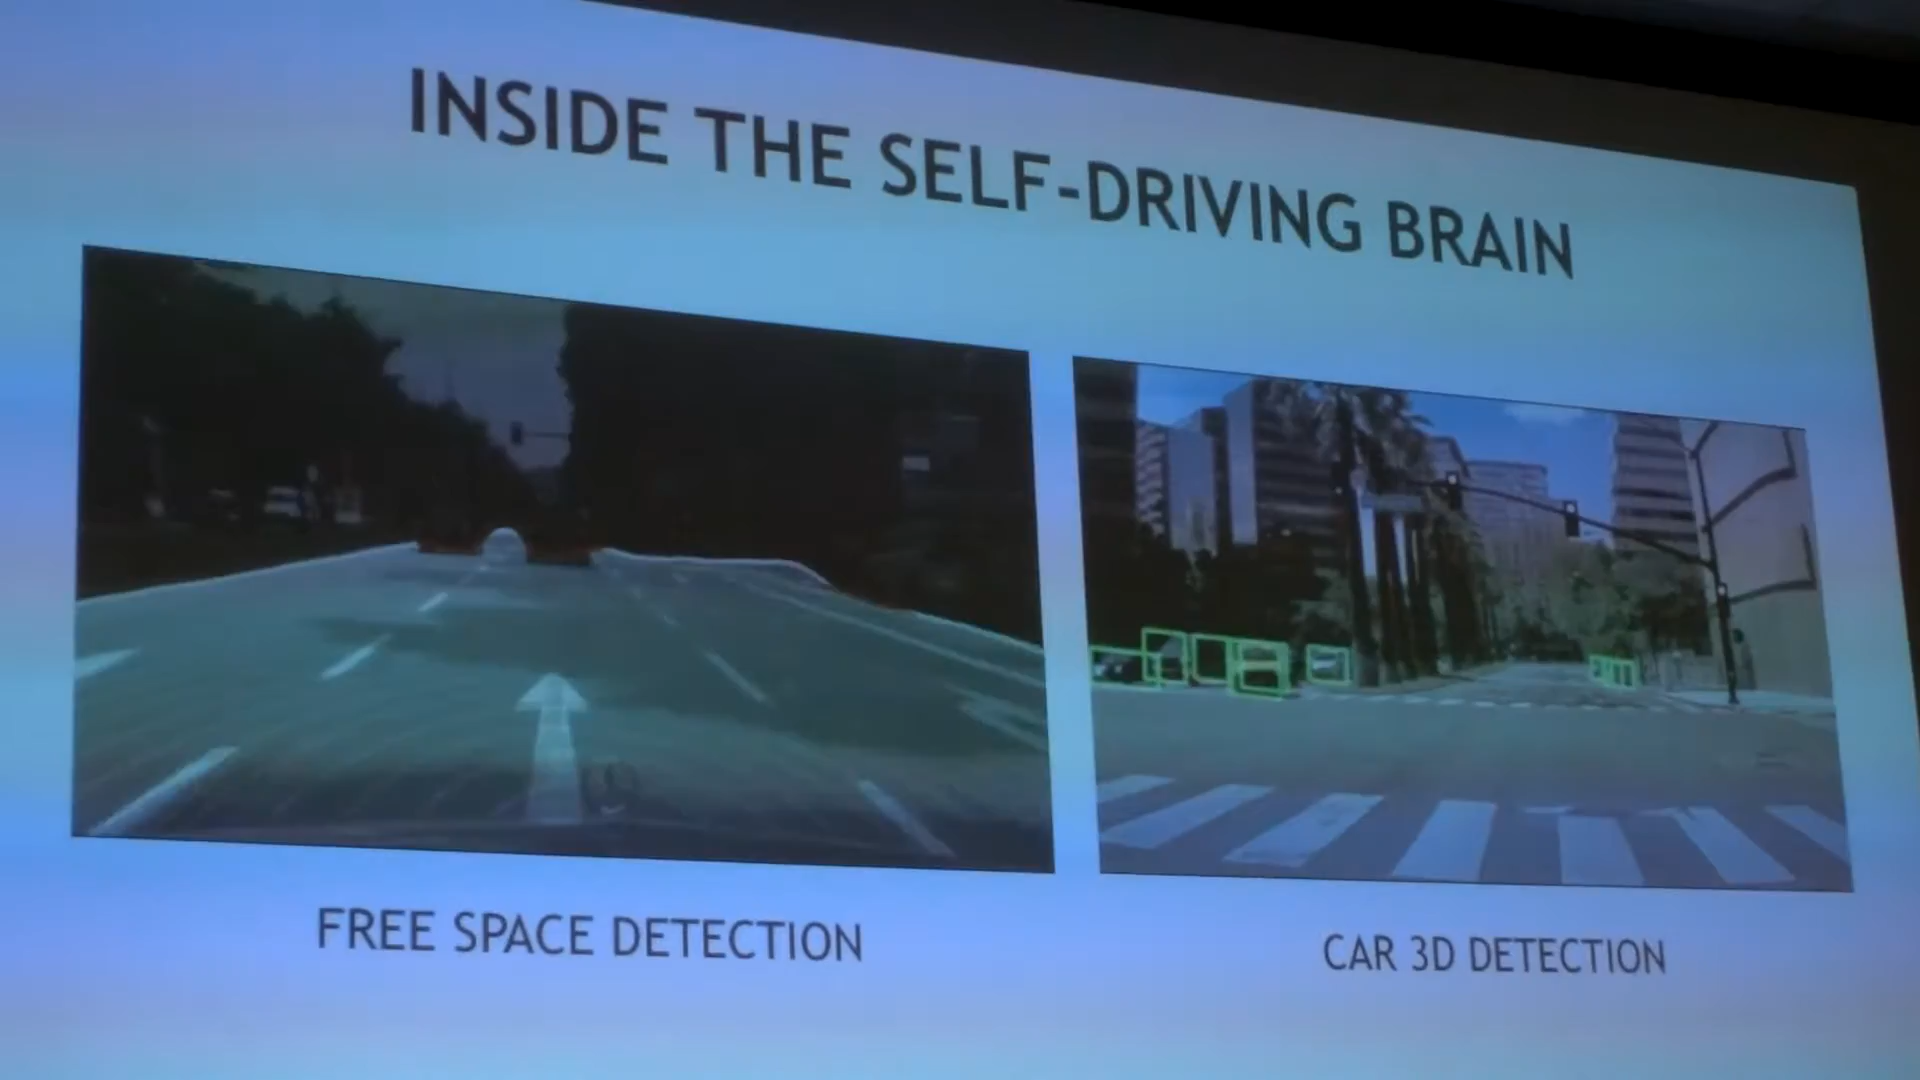 INSIDE THE SELF-DRIVING BRAIN
FREE SPACE DETECTION
CAR 3D DETECTION